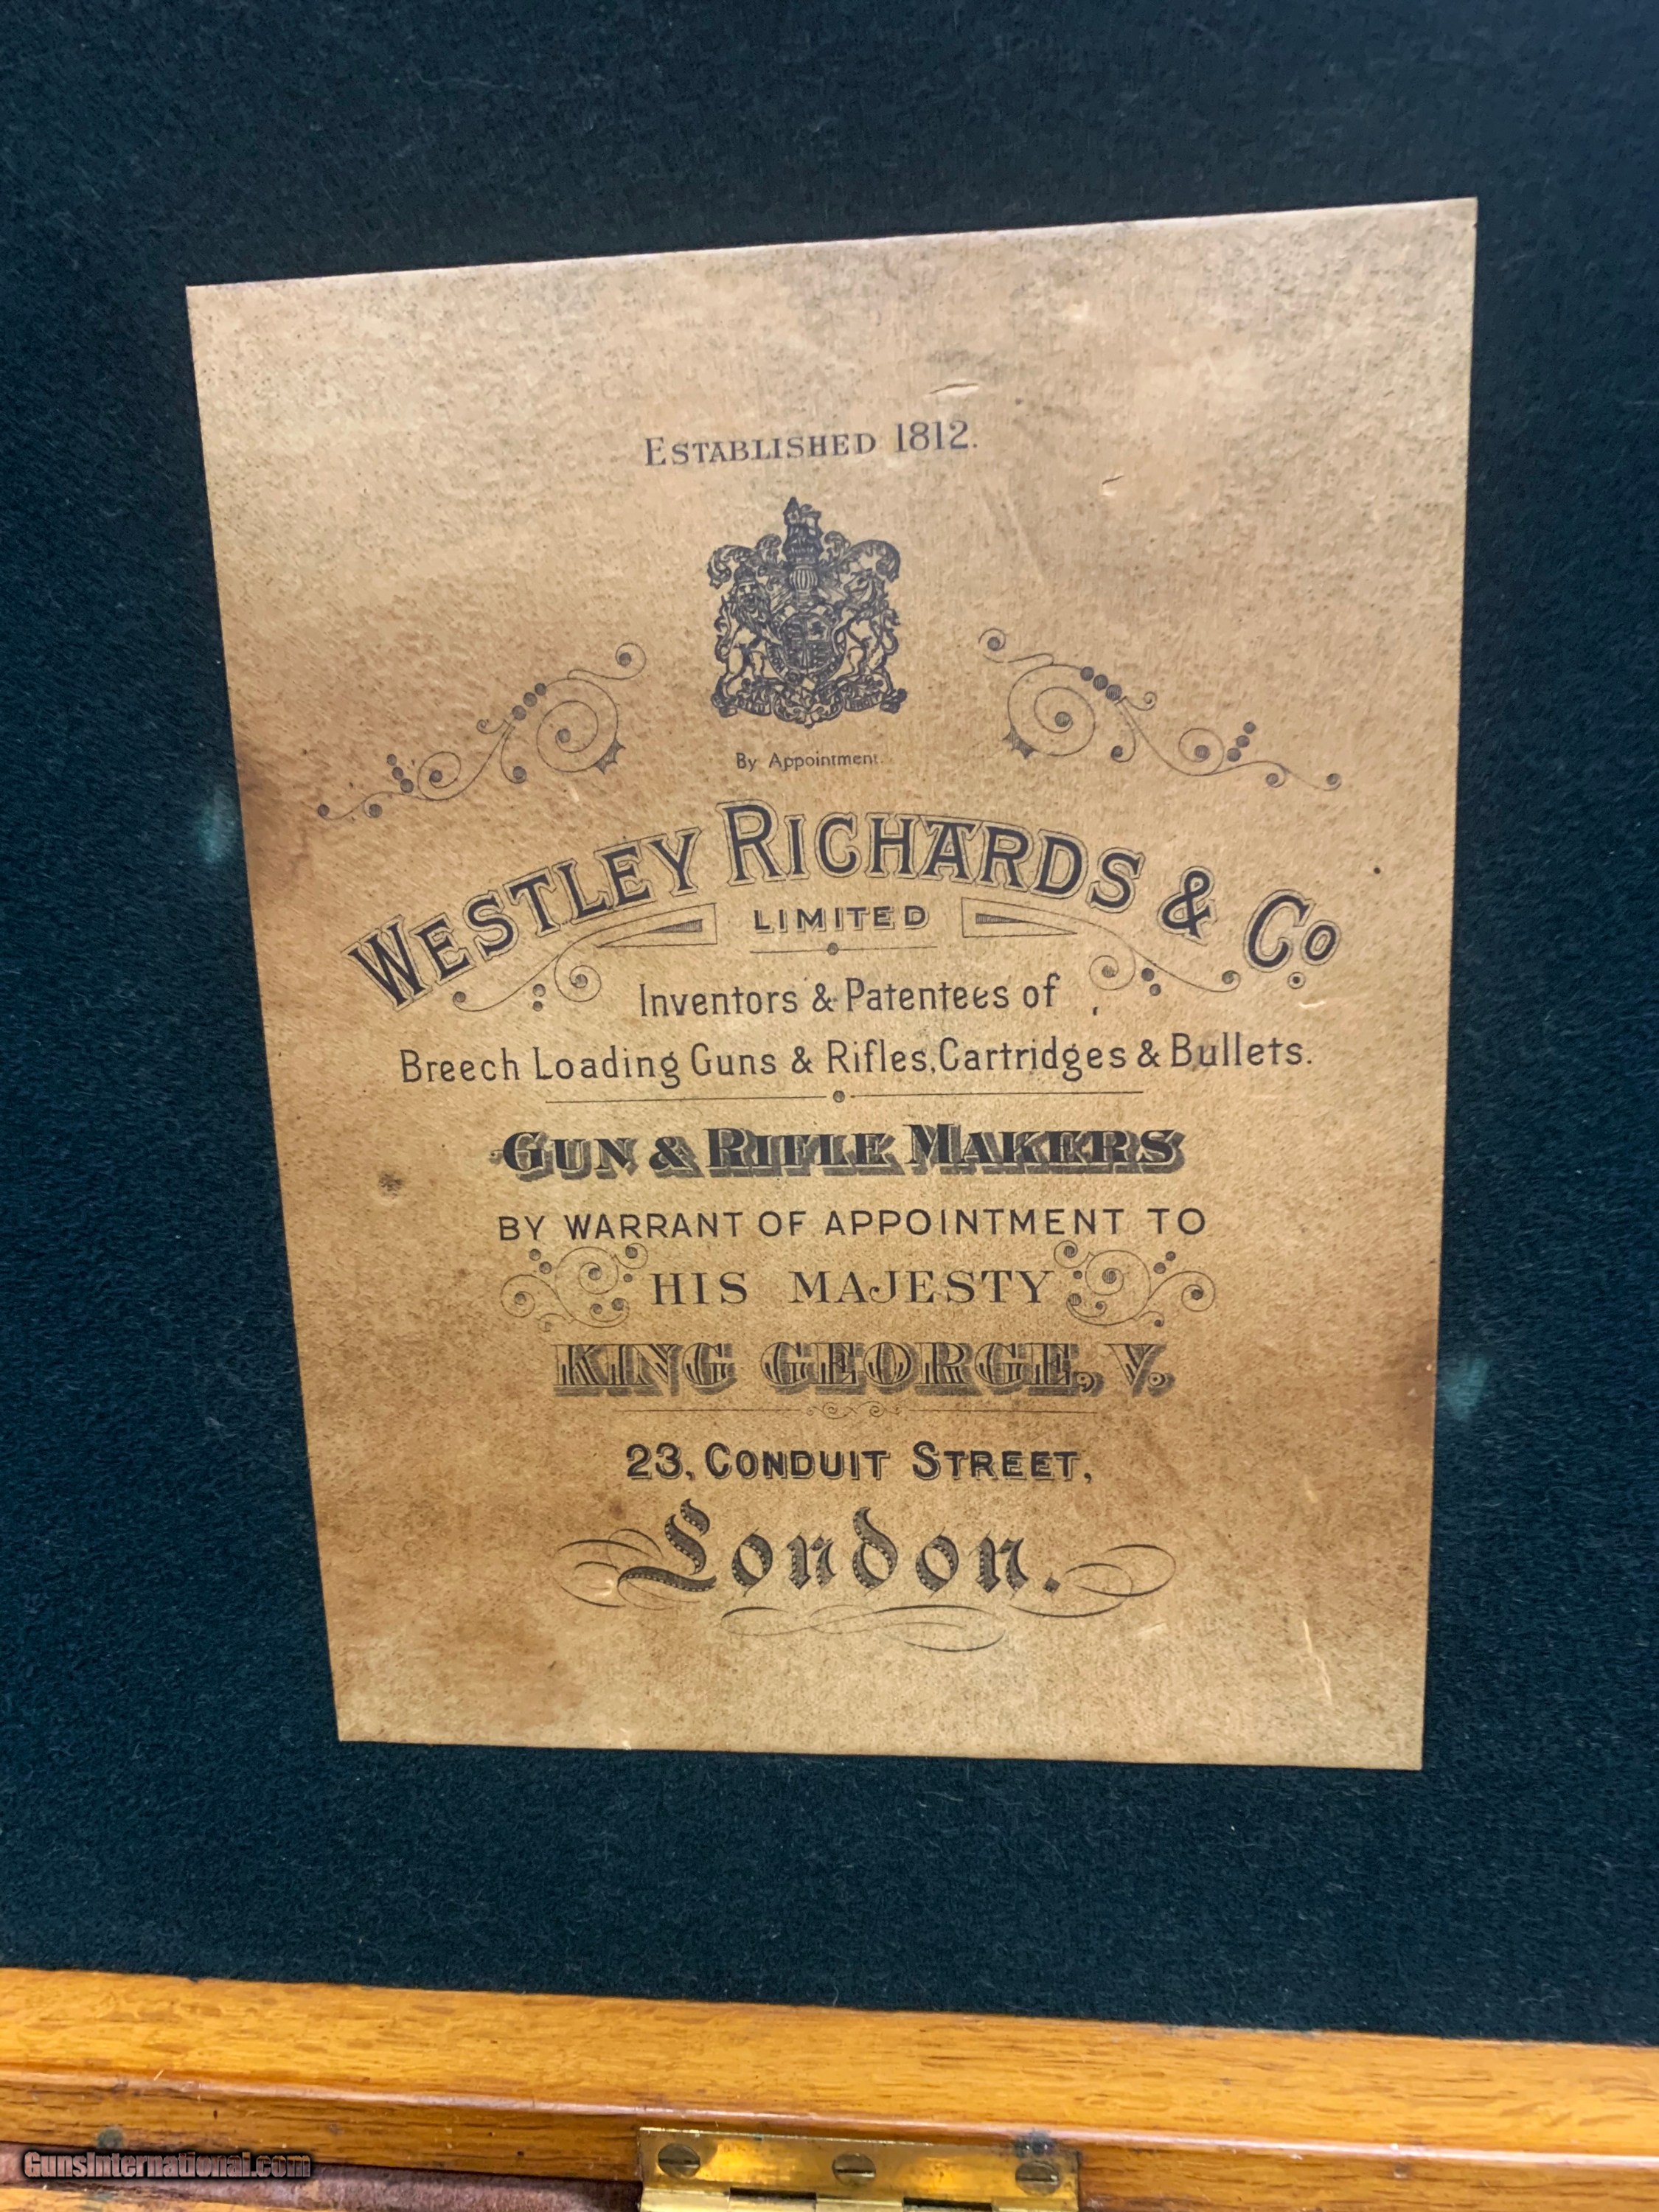 ESTABLISHED 1812.
By Appointment.
WESTLEY RICHARDS & Co.
LIMITED
Inventors & Patentees of
Breech Loading Guns & Rifles, Cartridges & Bullets.
GUN & RIFLE MAKERS
BY WARRANT OF APPOINTMENT TO
HIS MAJESTY
KING GEORGE, V.
23, CONDUIT STREET,
London.
GunsInternational.com